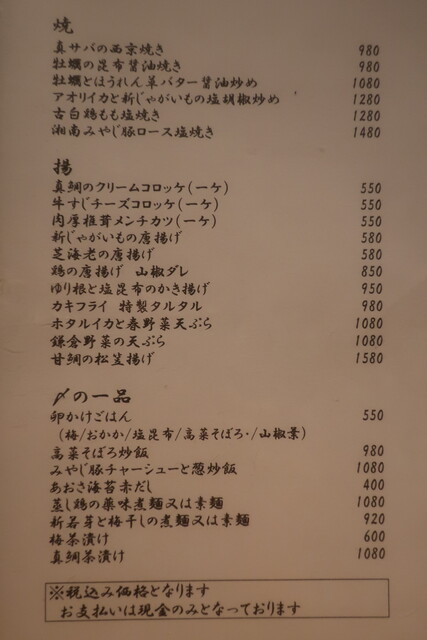 焼
真サバの西京焼き 980
牡蠣の昆布醤油焼き 980
牡蠣とほうれん草バター醤油炒め 1080
アオリイカと新じゃがいもの塩胡椒炒め 1280
古白鶏もも塩焼き 1280
湘南みやじ豚ロース塩焼き 1480
揚
真鯛のクリームコロッケ(一ケ) 550
牛すじチーズコロッケ(一ケ) 550
肉厚椎茸メンチカツ(一ケ) 550
新じゃがいもの唐揚げ 580
芝海老の唐揚げ 580
鶏の唐揚げ 山椒ダレ 850
ゆり根と塩昆布のかき揚げ 950
カキフライ 特製タルタル 980
ホタルイカと春野菜天ぷら 1080
鎌倉野菜の天ぷら 1080
甘鯛の松笠揚げ 1580
〆の一品
卵かけごはん 550
(梅/おかか/塩昆布/高菜そぼろ・/山椒葉)
高菜そぼろ炒飯 980
みやじ豚チャーシューと葱炒飯 1080
あおさ海苔赤だし 400
蒸し鶏の薬味煮麺又は素麺 1080
新若芽と梅干しの煮麺又は素麺 920
梅茶漬け 600
真鯛茶漬け 1080
※税込み価格となります
お支払いは現金のみとなっております